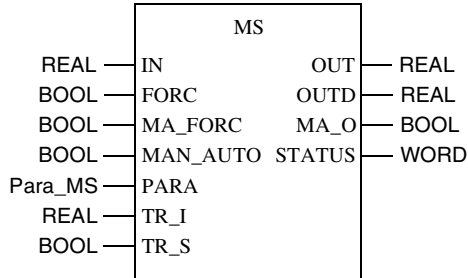 MS
REAL IN OUT REAL
BOOL FORC OUTD REAL
BOOL MA_FORC MA_O BOOL
BOOL MAN_AUTO STATUS WORD
Para_MS PARA
REAL TR_I
BOOL TR_S